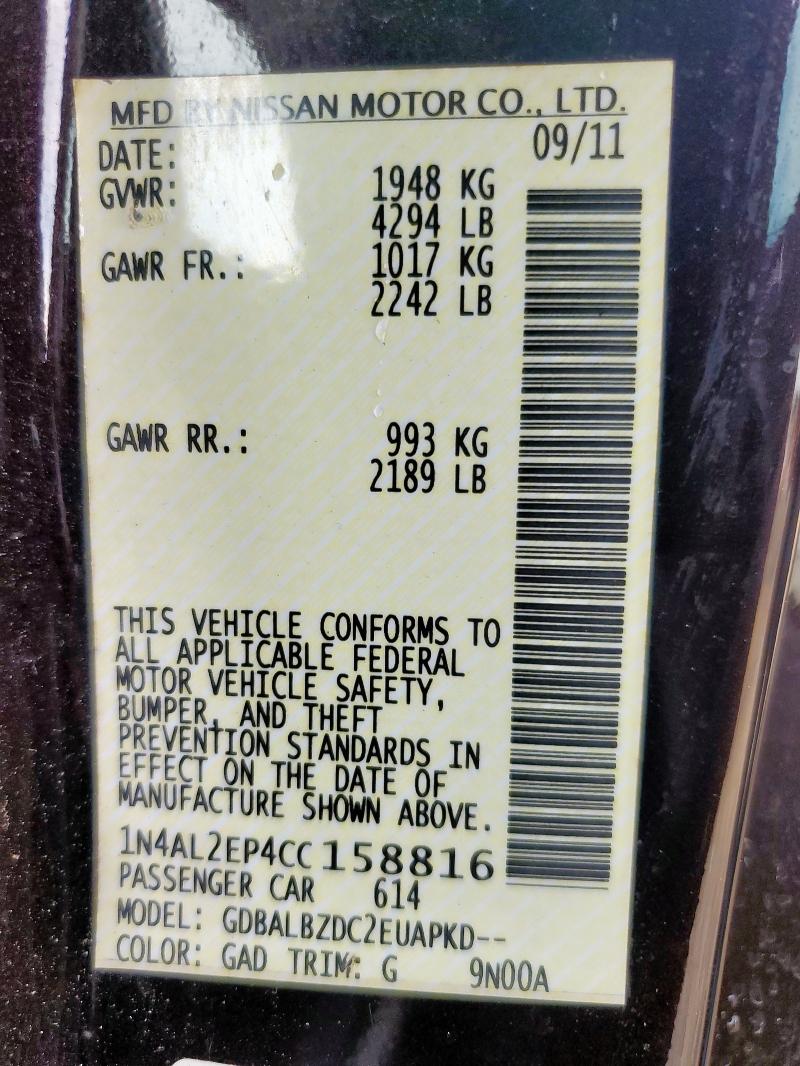 MFD BY NISSAN MOTOR CO., LTD.
DATE: 09/11
GVWR: 1948 KG
4294 LB
GAWR FR.: 1017 KG
2242 LB
GAWR RR.: 993 KG
2189 LB
THIS VEHICLE CONFORMS TO
ALL APPLICABLE FEDERAL
MOTOR VEHICLE SAFETY,
BUMPER, AND THEFT
PREVENTION STANDARDS IN
EFFECT ON THE DATE OF
MANUFACTURE SHOWN ABOVE.
1N4AL2EP4CC158816
PASSENGER CAR 614
MODEL: GDBALBZDC2EUAPKD--
COLOR: GAD TRIM: G 9N00A